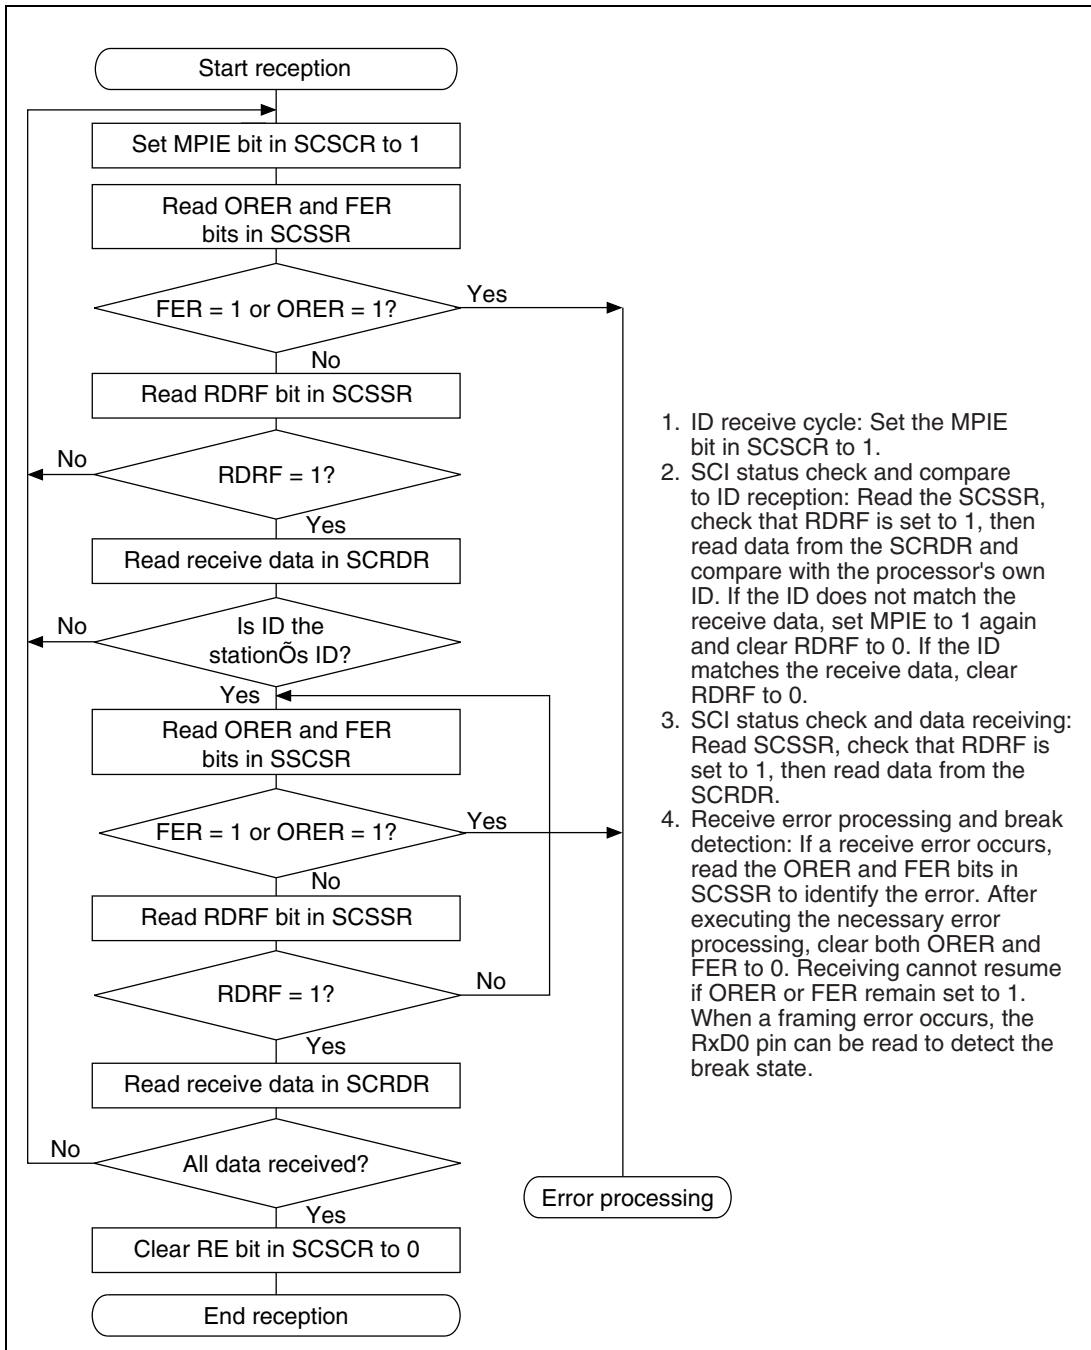 Start reception
Set MPIE bit in SCSCR to 1
Read ORER and FER
bits in SCSSR
FER = 1 or ORER = 1?
Yes
No
Read RDRF bit in SCSSR
No
RDRF = 1?
Yes
Read receive data in SCRDR
No
Is ID the
stationÕs ID?
Yes
Read ORER and FER
bits in SSCSR
FER = 1 or ORER = 1?
Yes
No
Read RDRF bit in SCSSR
RDRF = 1?
No
Yes
Read receive data in SCRDR
No
All data received?
Yes
Error processing
Clear RE bit in SCSCR to 0
End reception
1. ID receive cycle: Set the MPIE
bit in SCSCR to 1.
2. SCI status check and compare
to ID reception: Read the SCSSR,
check that RDRF is set to 1, then
read data from the SCRDR and
compare with the processor's own
ID. If the ID does not match the
receive data, set MPIE to 1 again
and clear RDRF to 0. If the ID
matches the receive data, clear
RDRF to 0.
3. SCI status check and data receiving:
Read SCSSR, check that RDRF is
set to 1, then read data from the
SCRDR.
4. Receive error processing and break
detection: If a receive error occurs,
read the ORER and FER bits in
SCSSR to identify the error. After
executing the necessary error
processing, clear both ORER and
FER to 0. Receiving cannot resume
if ORER or FER remain set to 1.
When a framing error occurs, the
RxD0 pin can be read to detect the
break state.